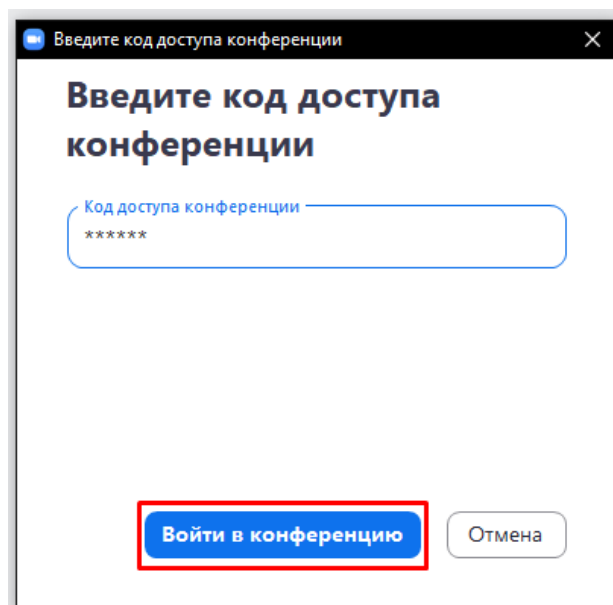 Введите код доступа конференции
Введите код доступа
конференции
Код доступа конференции
******
Войти в конференцию
Отмена